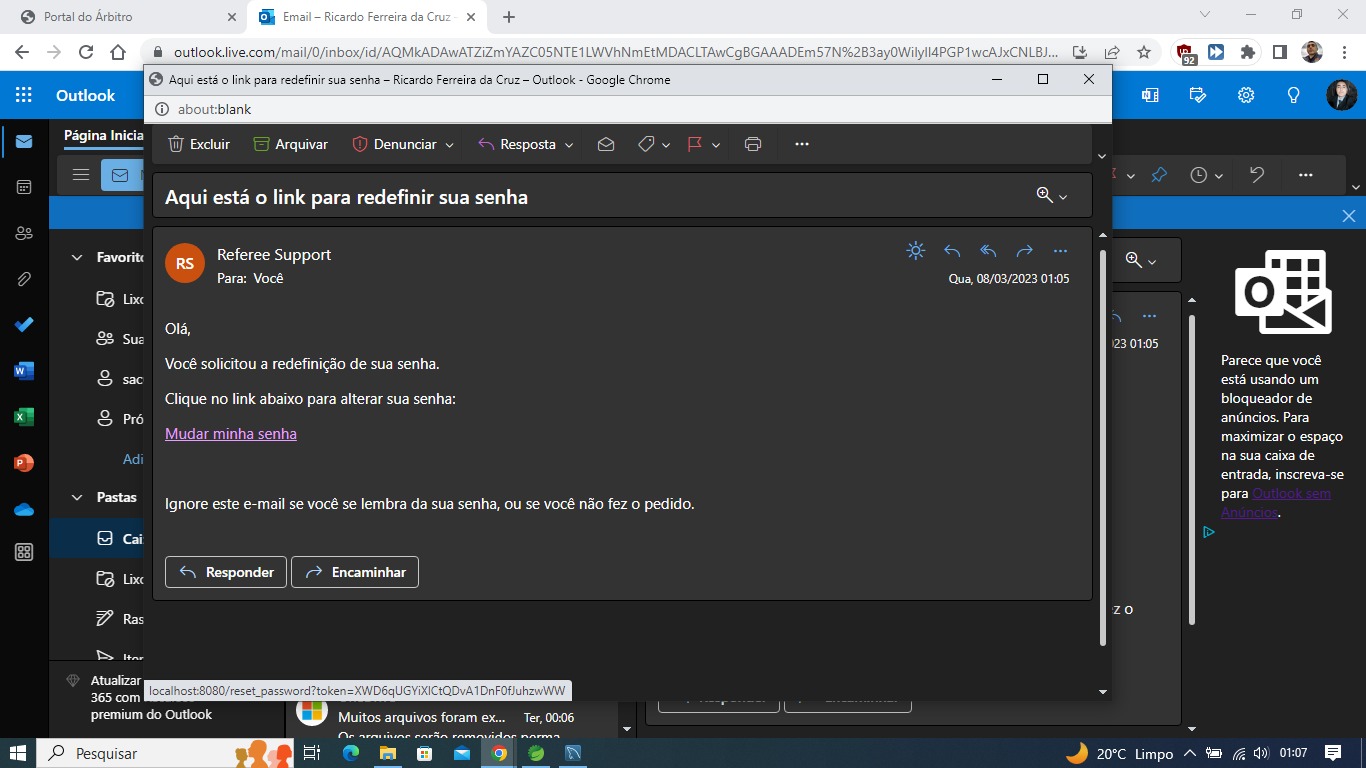 Portal do Árbitro
Email – Ricardo Ferreira da Cruz -
outlook.live.com/mail/0/inbox/id/
92
Aqui está o link para redefinir sua senha – Ricardo Ferreira da Cruz – Outlook - Google Chrome
about:blank
Outlook
Página Inicia
Excluir
Arquivar
Denunciar
Resposta
Aqui está o link para redefinir sua senha
RS
Referee Support
Para: Você
Qua, 08/03/2023 01:05
Olá,
Você solicitou a redefinição de sua senha.
Clique no link abaixo para alterar sua senha:
Mudar minha senha
Ignore este e-mail se você se lembra da sua senha, ou se você não fez o pedido.
Responder
Encaminhar
Favorito
Lixo
Sua
sac
Pró
Adi
Pastas
Cai
Lixo
Ras
Iter
Atualizar
365 com
premium do Outlook
localhost:8080/reset_password?token=XWD6qUGYiXlCtQDvA1DnF0fJuhzwWW
Muitos arquivos foram ex...
Ter, 00:06
Os arquivos serão removidos perma
23 01:05
z o
Parece que você
está usando um
bloqueador de
anúncios. Para
maximizar o espaço
na sua caixa de
entrada, inscreva-se
para Outlook sem
Anúncios.
Pesquisar
20°C Limpo
01:07